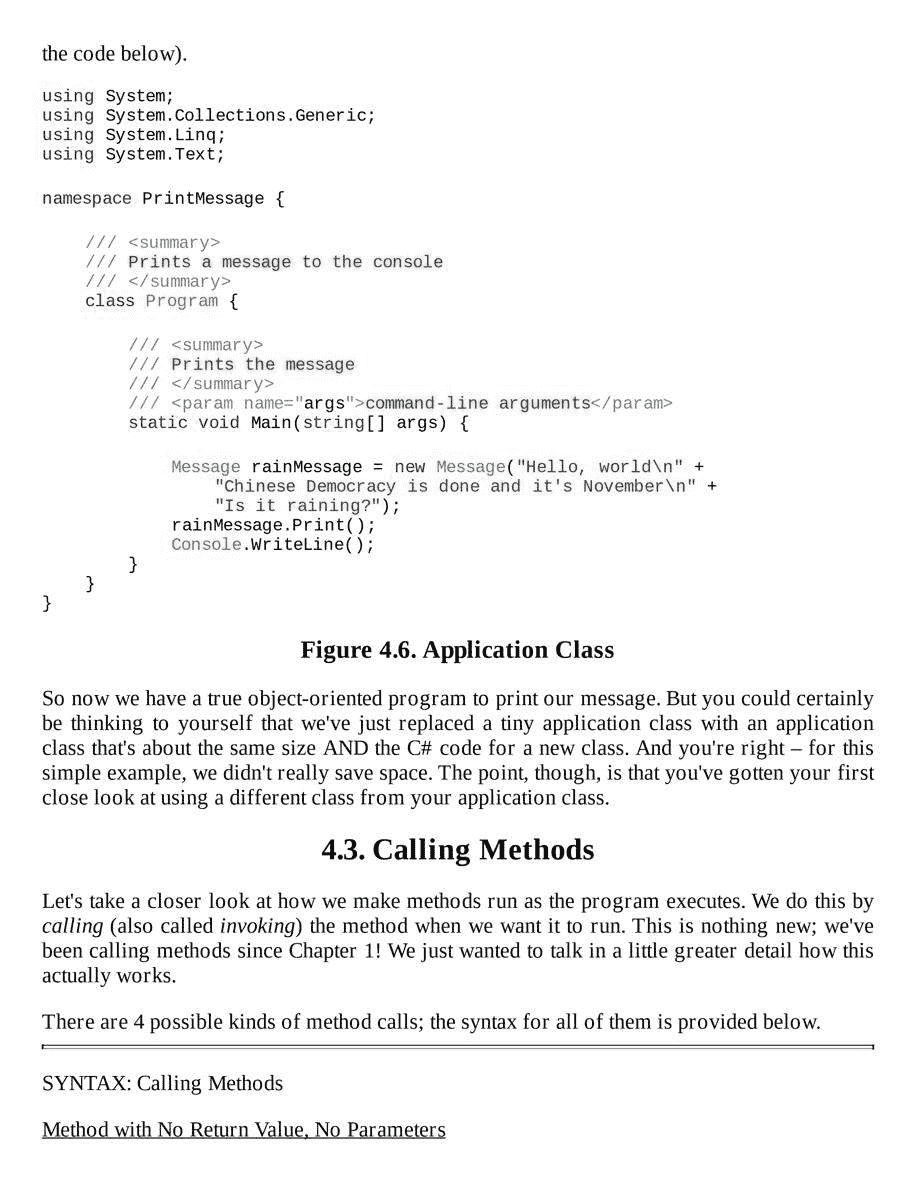 the code below).
using System;
using System.Collections.Generic;
using System.Linq;
using System.Text;
namespace PrintMessage {
/// <summary>
/// Prints a message to the console
/// </summary>
class Program {
/// <summary>
/// Prints the message
/// </summary>
/// <param name="args">command-line arguments</param>
static void Main(string[] args) {
Message rainMessage = new Message("Hello, world\n" +
"Chinese Democracy is done and it's November\n" +
"Is it raining?");
rainMessage.Print();
Console.WriteLine();
}
}
}
Figure 4.6. Application Class
So now we have a true object-oriented program to print our message. But you could certainly
be thinking to yourself that we've just replaced a tiny application class with an application
class that's about the same size AND the C# code for a new class. And you're right – for this
simple example, we didn't really save space. The point, though, is that you've gotten your first
close look at using a different class from your application class.
4.3. Calling Methods
Let's take a closer look at how we make methods run as the program executes. We do this by
calling (also called invoking) the method when we want it to run. This is nothing new; we've
been calling methods since Chapter 1! We just wanted to talk in a little greater detail how this
actually works.
There are 4 possible kinds of method calls; the syntax for all of them is provided below.
SYNTAX: Calling Methods
Method with No Return Value, No Parameters